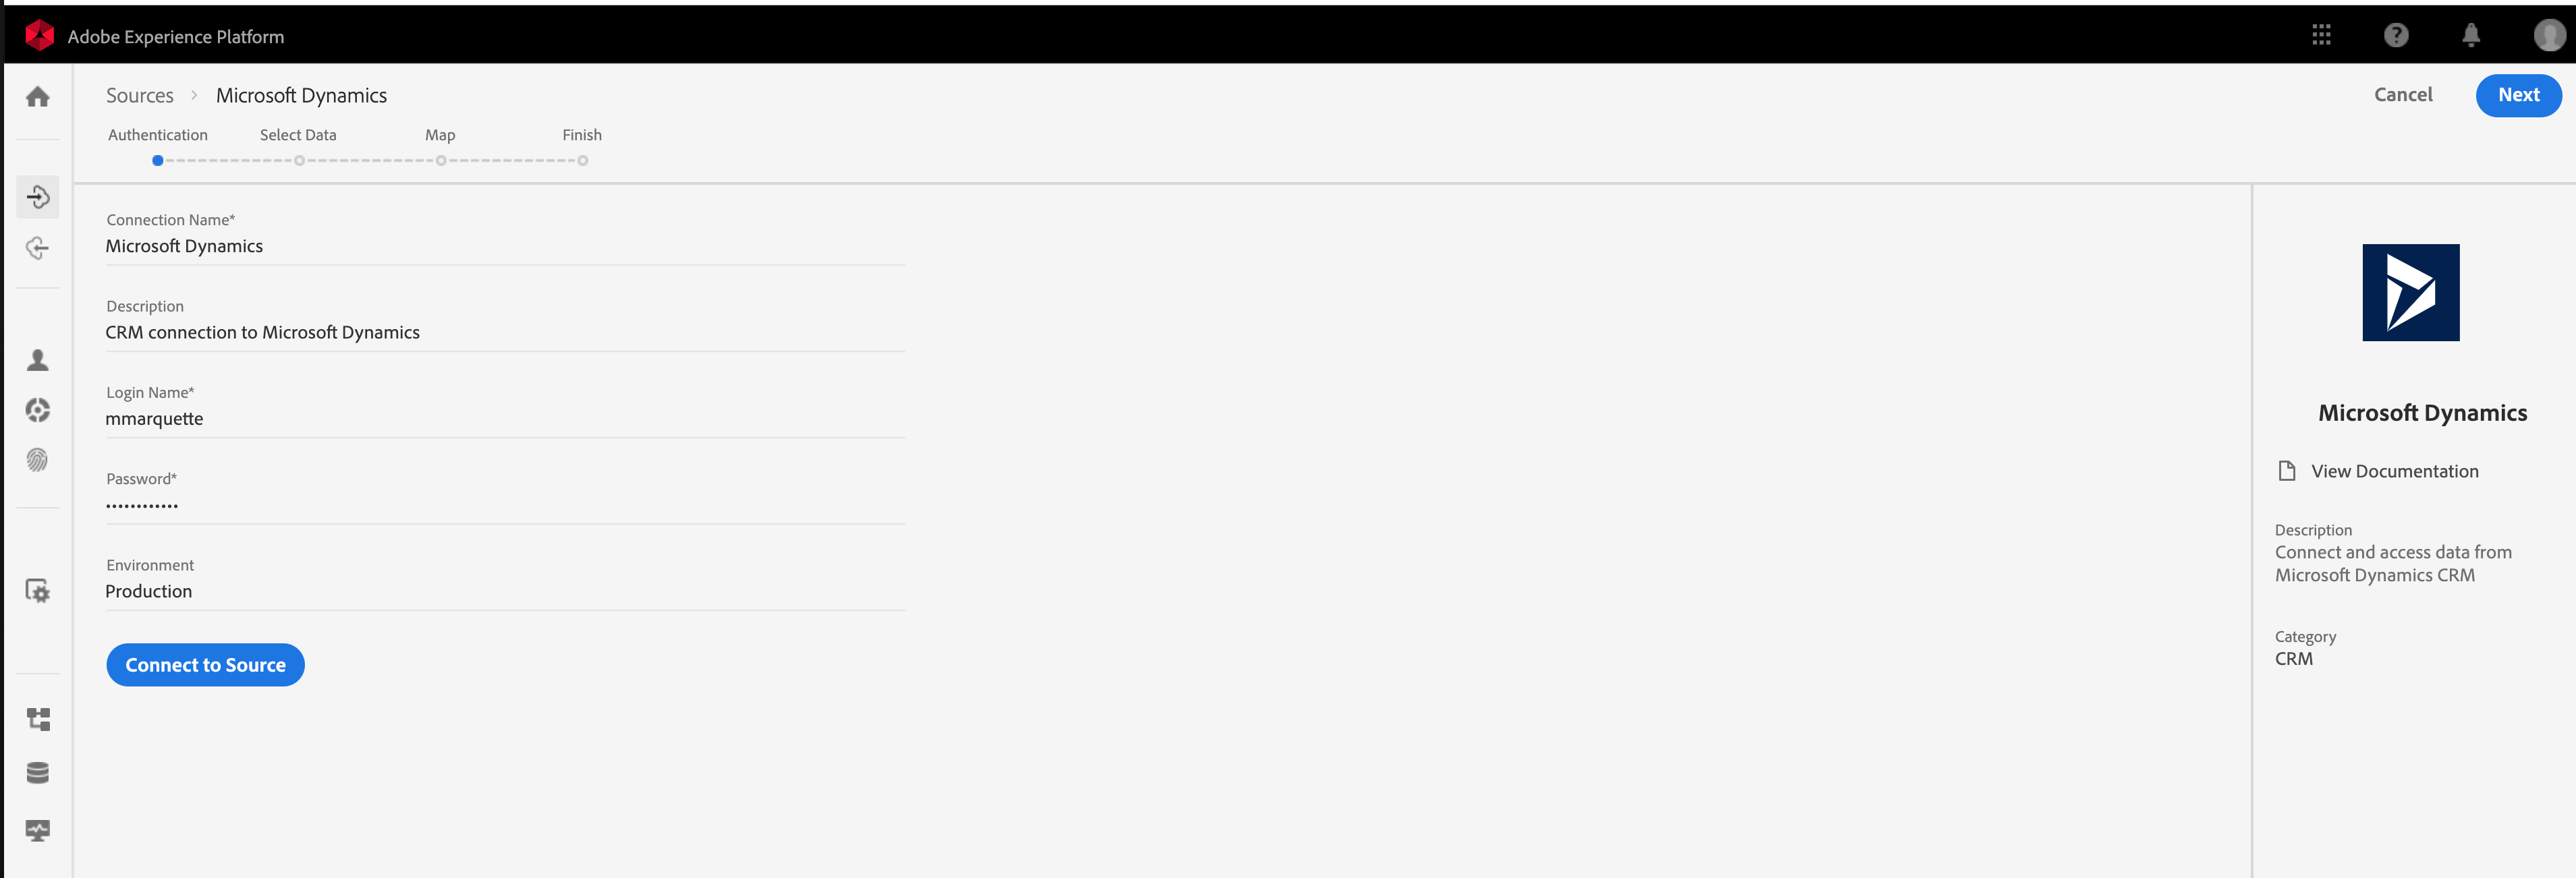 Adobe Experience Platform
?
Sources > Microsoft Dynamics
Cancel
Next
Authentication
Select Data
Map
Finish
Connection Name*
Microsoft Dynamics
Description
CRM connection to Microsoft Dynamics
Login Name*
mmarquette
Password*
••••••••••••
Environment
Production
Connect to Source
Microsoft Dynamics
View Documentation
Description
Connect and access data from
Microsoft Dynamics CRM
Category
CRM